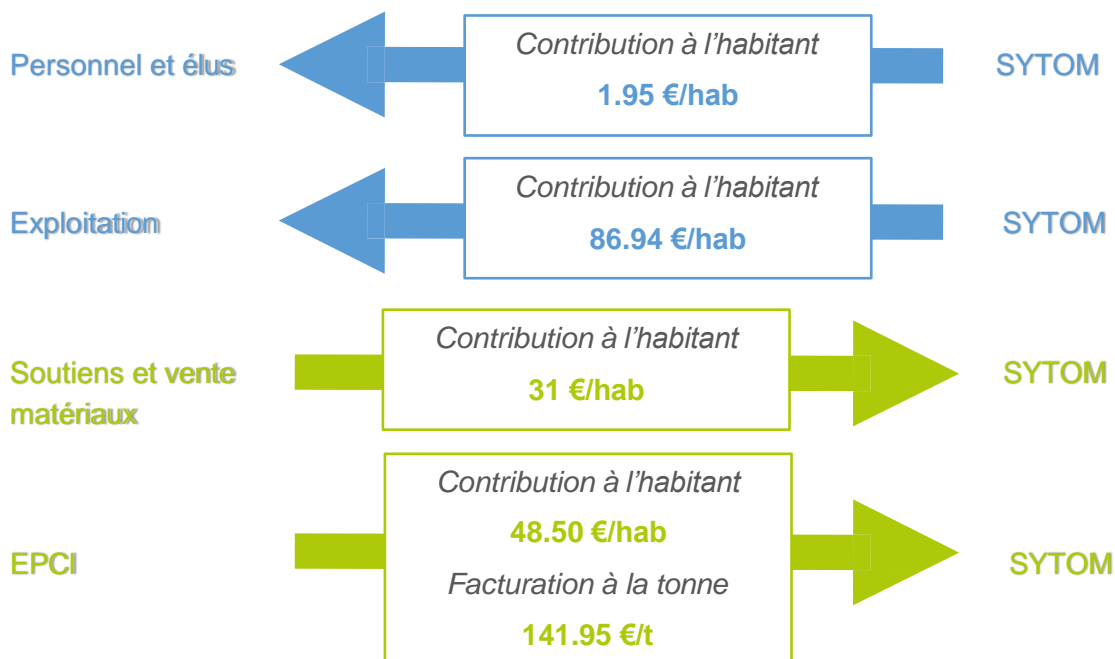 Personnel et élus
Contribution à l'habitant
1.95 €/hab
SYTOM
Exploitation
Contribution à l'habitant
86.94 €/hab
SYTOM
Soutiens et vente
matériaux
Contribution à l'habitant
31 €/hab
SYTOM
EPCI
Contribution à l'habitant
48.50 €/hab
Facturation à la tonne
141.95 €/t
SYTOM